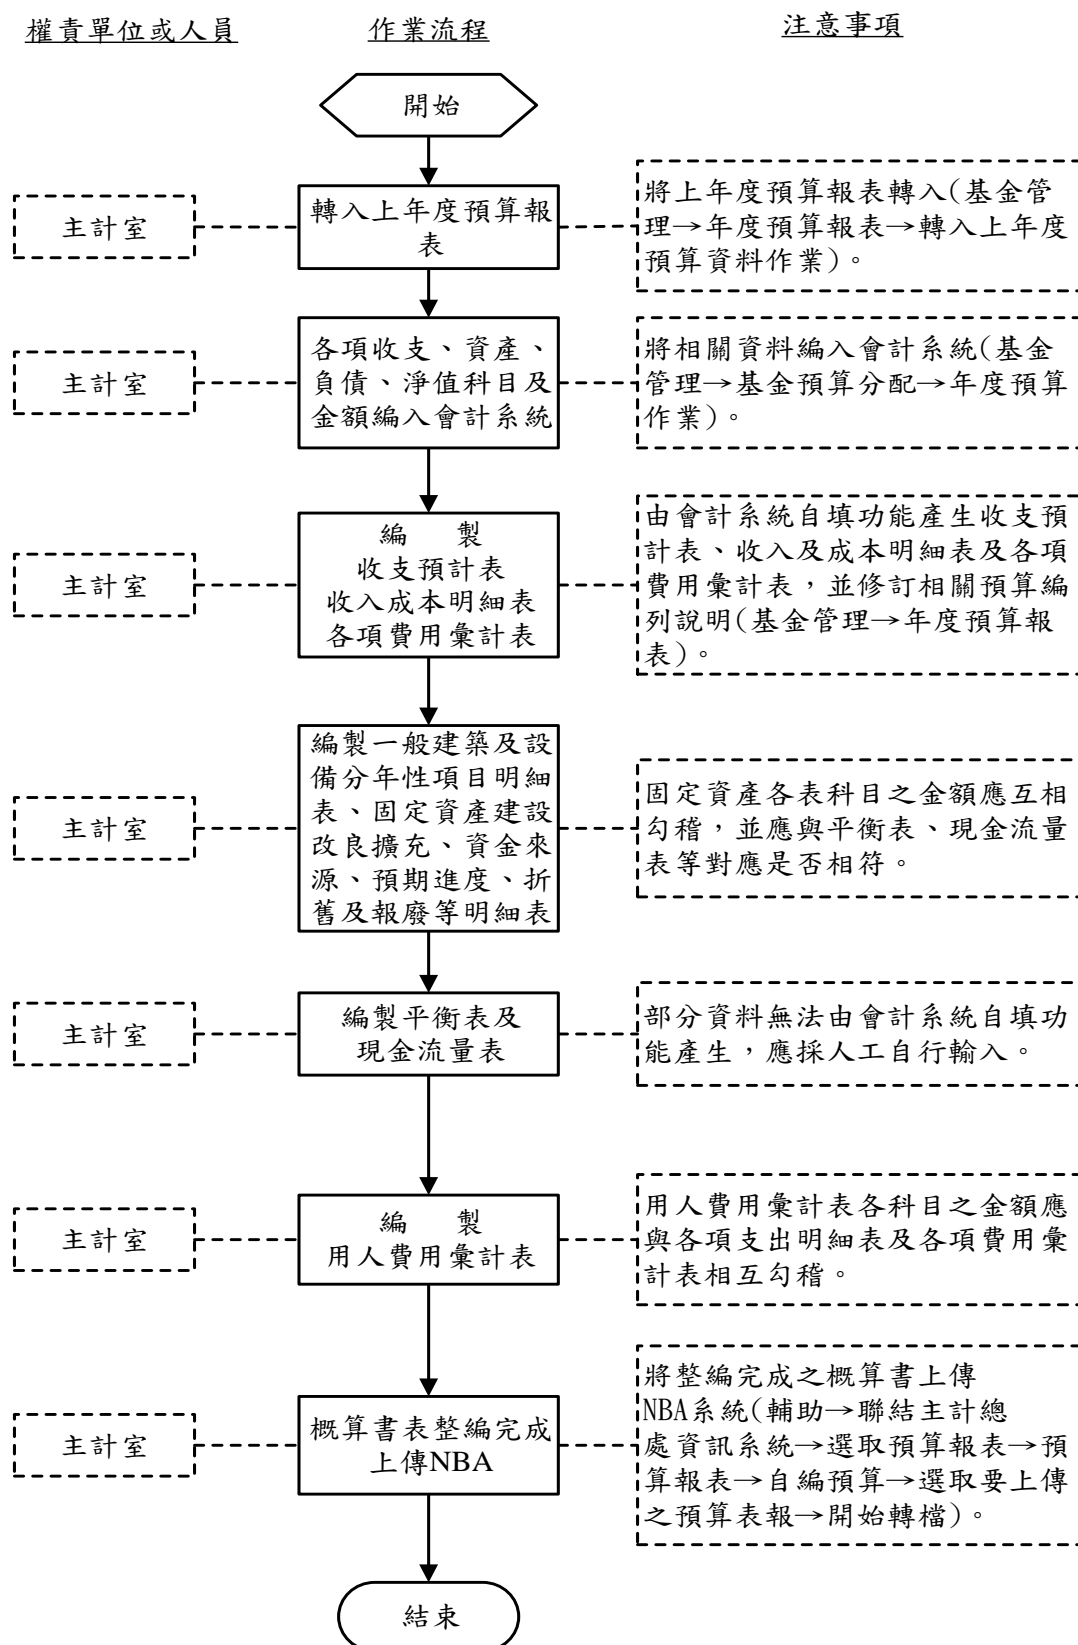 權責單位或人員
作業流程
注意事項
開始
主計室
轉入上年度預算報
表
將上年度預算報表轉入(基金管
理→年度預算報表→轉入上年度
預算資料作業)。
主計室
各項收支、資產、
負債、淨值科目及
金額編入會計系統
將相關資料編入會計系統(基金
管理→基金預算分配→年度預算
作業)。
主計室
編　　製
收支預計表
收入成本明細表
各項費用彙計表
由會計系統自填功能產生收支預
計表、收入及成本明細表及各項
費用彙計表，並修訂相關預算編
列說明(基金管理→年度預算報
表)。
主計室
編製一般建築及設
備分年性項目明細
表、固定資產建設
改良擴充、資金來
源、預期進度、折
舊及報廢等明細表
固定資產各表科目之金額應互相
勾稽，並應與平衡表、現金流量
表等對應是否相符。
主計室
編製平衡表及
現金流量表
部分資料無法由會計系統自填功
能產生，應採人工自行輸入。
主計室
編　　製
用人費用彙計表
用人費用彙計表各科目之金額應
與各項支出明細表及各項費用彙
計表相互勾稽。
主計室
概算書表整編完成
上傳NBA
將整編完成之概算書上傳
NBA系統(輔助→聯結主計總
處資訊系統→選取預算報表→預
算報表→自編預算→選取要上傳
之預算表報→開始轉檔)。
結束